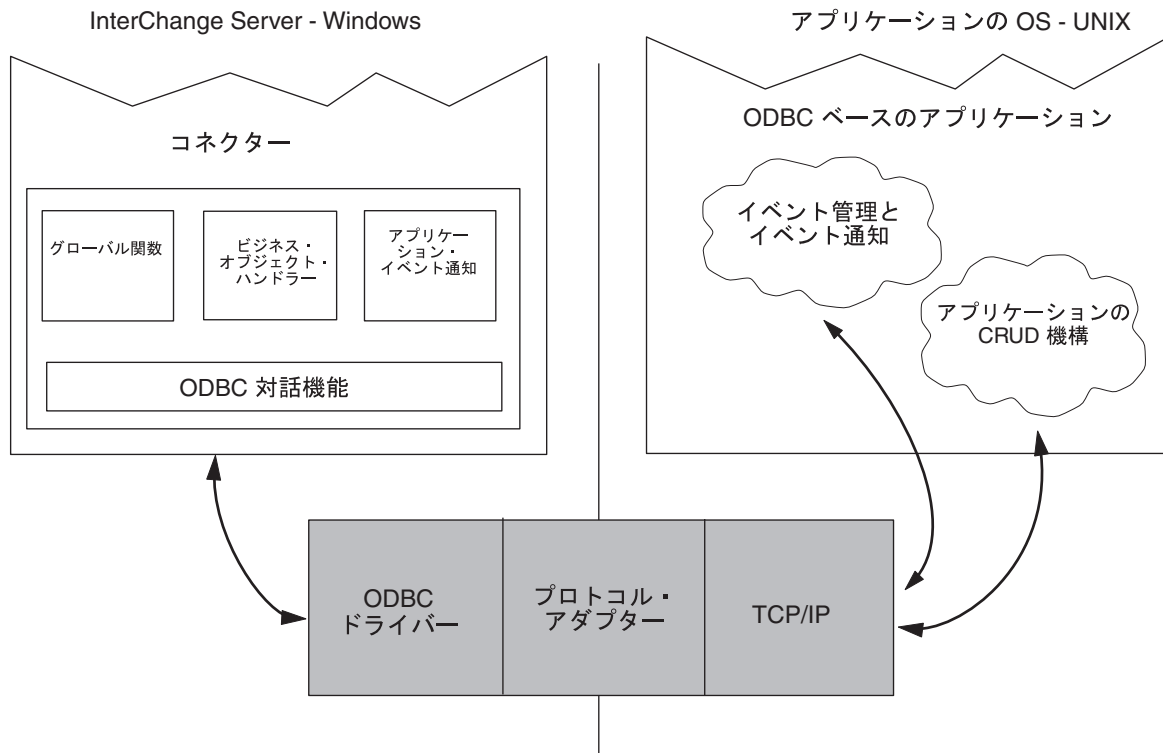 InterChange Server - Windows
アプリケーションの OS - UNIX
コネクター
グローバル関数
ビジネス・
オブジェクト・
ハンドラー
アプリケー
ション・
イベント通知
ODBC 対話機能
ODBC ベースのアプリケーション
イベント管理と
イベント通知
アプリケーションの
CRUD 機構
ODBC
ドライバー
プロトコル・
アダプター
TCP/IP